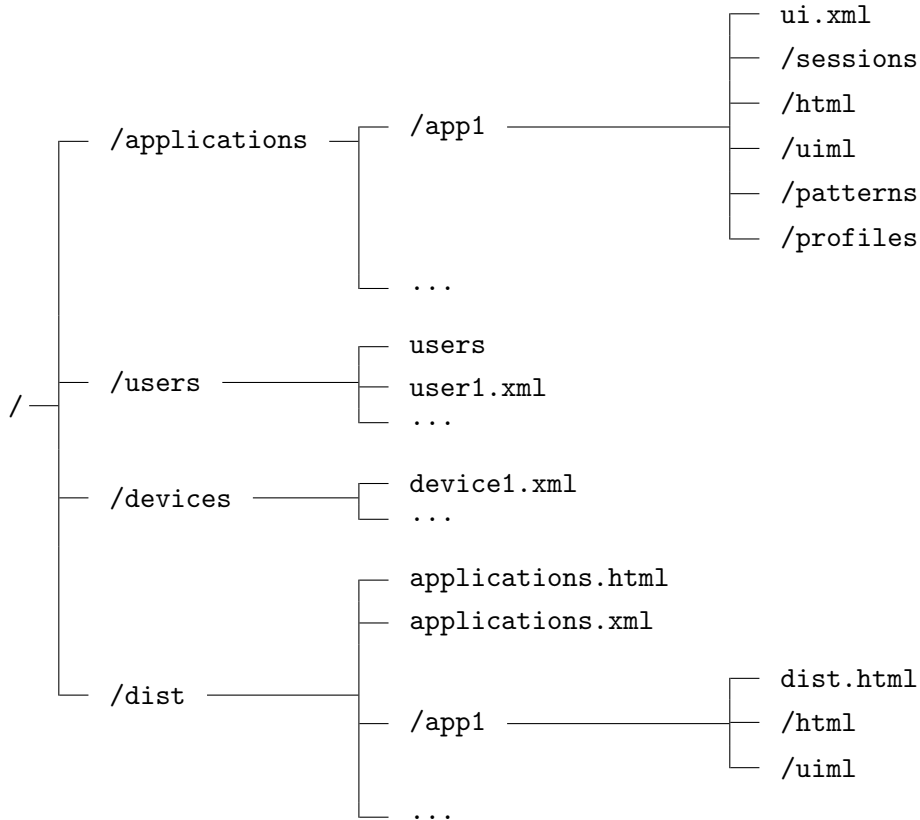 /
/applications
/app1
ui.xml
/sessions
/html
/uiml
/patterns
/profiles
...
/users
users
user1.xml
...
/devices
device1.xml
...
/dist
applications.html
applications.xml
/app1
dist.html
/html
/uiml
...